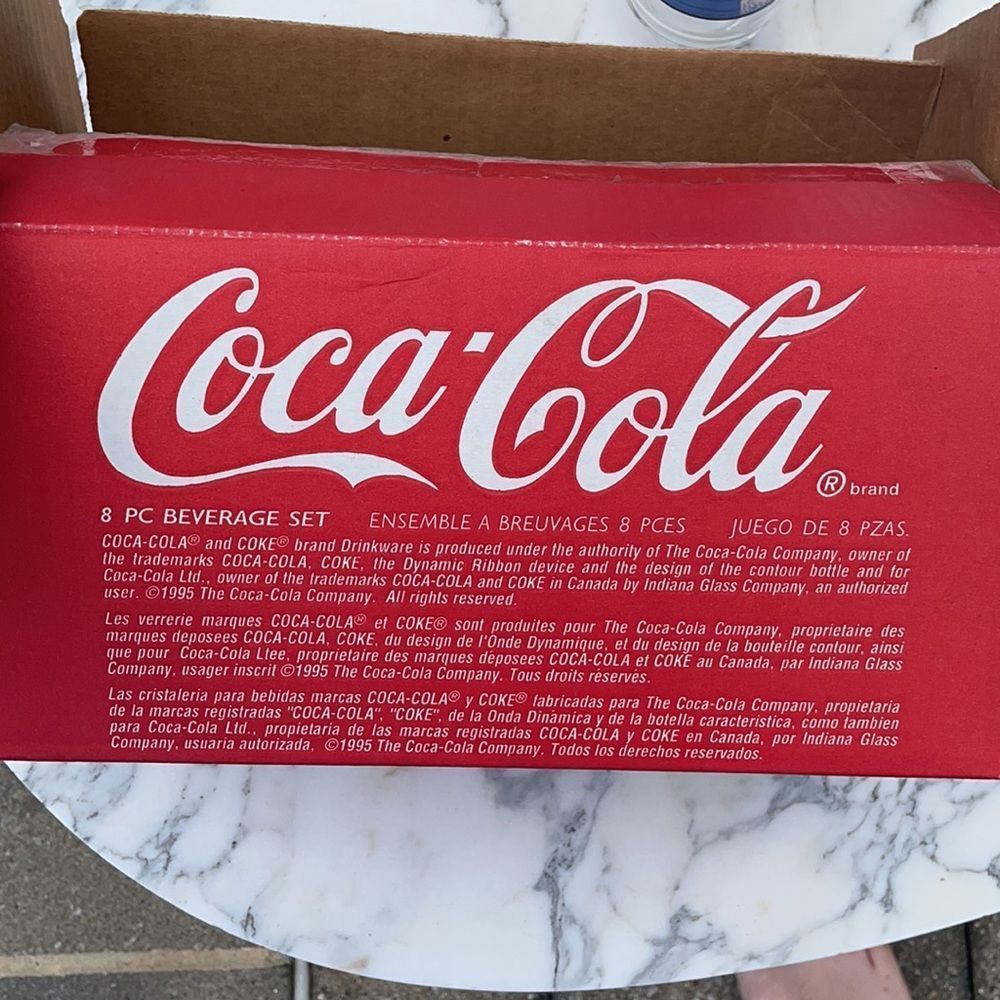 Coca-Cola® brand
8 PC BEVERAGE SET ENSEMBLE A BREUVAGES 8 PCES JUEGO DE 8 PZAS.
COCA-COLA® and COKE® brand Drinkware is produced under the authority of The Coca-Cola Company, owner of
the trademarks COCA-COLA, COKE, the Dynamic Ribbon device and the design of the contour bottle and for
Coca-Cola Ltd., owner of the trademarks COCA-COLA and COKE in Canada by Indiana Glass Company, an authorized
user. ©1995 The Coca-Cola Company. All rights reserved.
Les verrerie marques COCA-COLA® et COKE® sont produites pour The Coca-Cola Company, proprietaire des
marques deposees COCA-COLA, COKE, du design de l'Onde Dynamique, et du design de la bouteille contour, ainsi
que pour Coca-Cola Ltee, proprietaire des marques déposees COCA-COLA et COKE au Canada, par Indiana Glass
Company, usager inscrit ©1995 The Coca-Cola Company. Tous droits réservés.
Las cristaleria para bebidas marcas COCA-COLA® y COKE® fabricadas para The Coca-Cola Company, propietaria
de la marcas registradas "COCA-COLA", "COKE", de la Onda Dinámica y de la botella caracteristica, como tambien
para Coca-Cola Ltd., propietaria de las marcas registradas COCA-COLA y COKE en Canada, por Indiana Glass
Company, usuaria autorizada, ©1995 The Coca-Cola Company. Todos los derechos reservados.